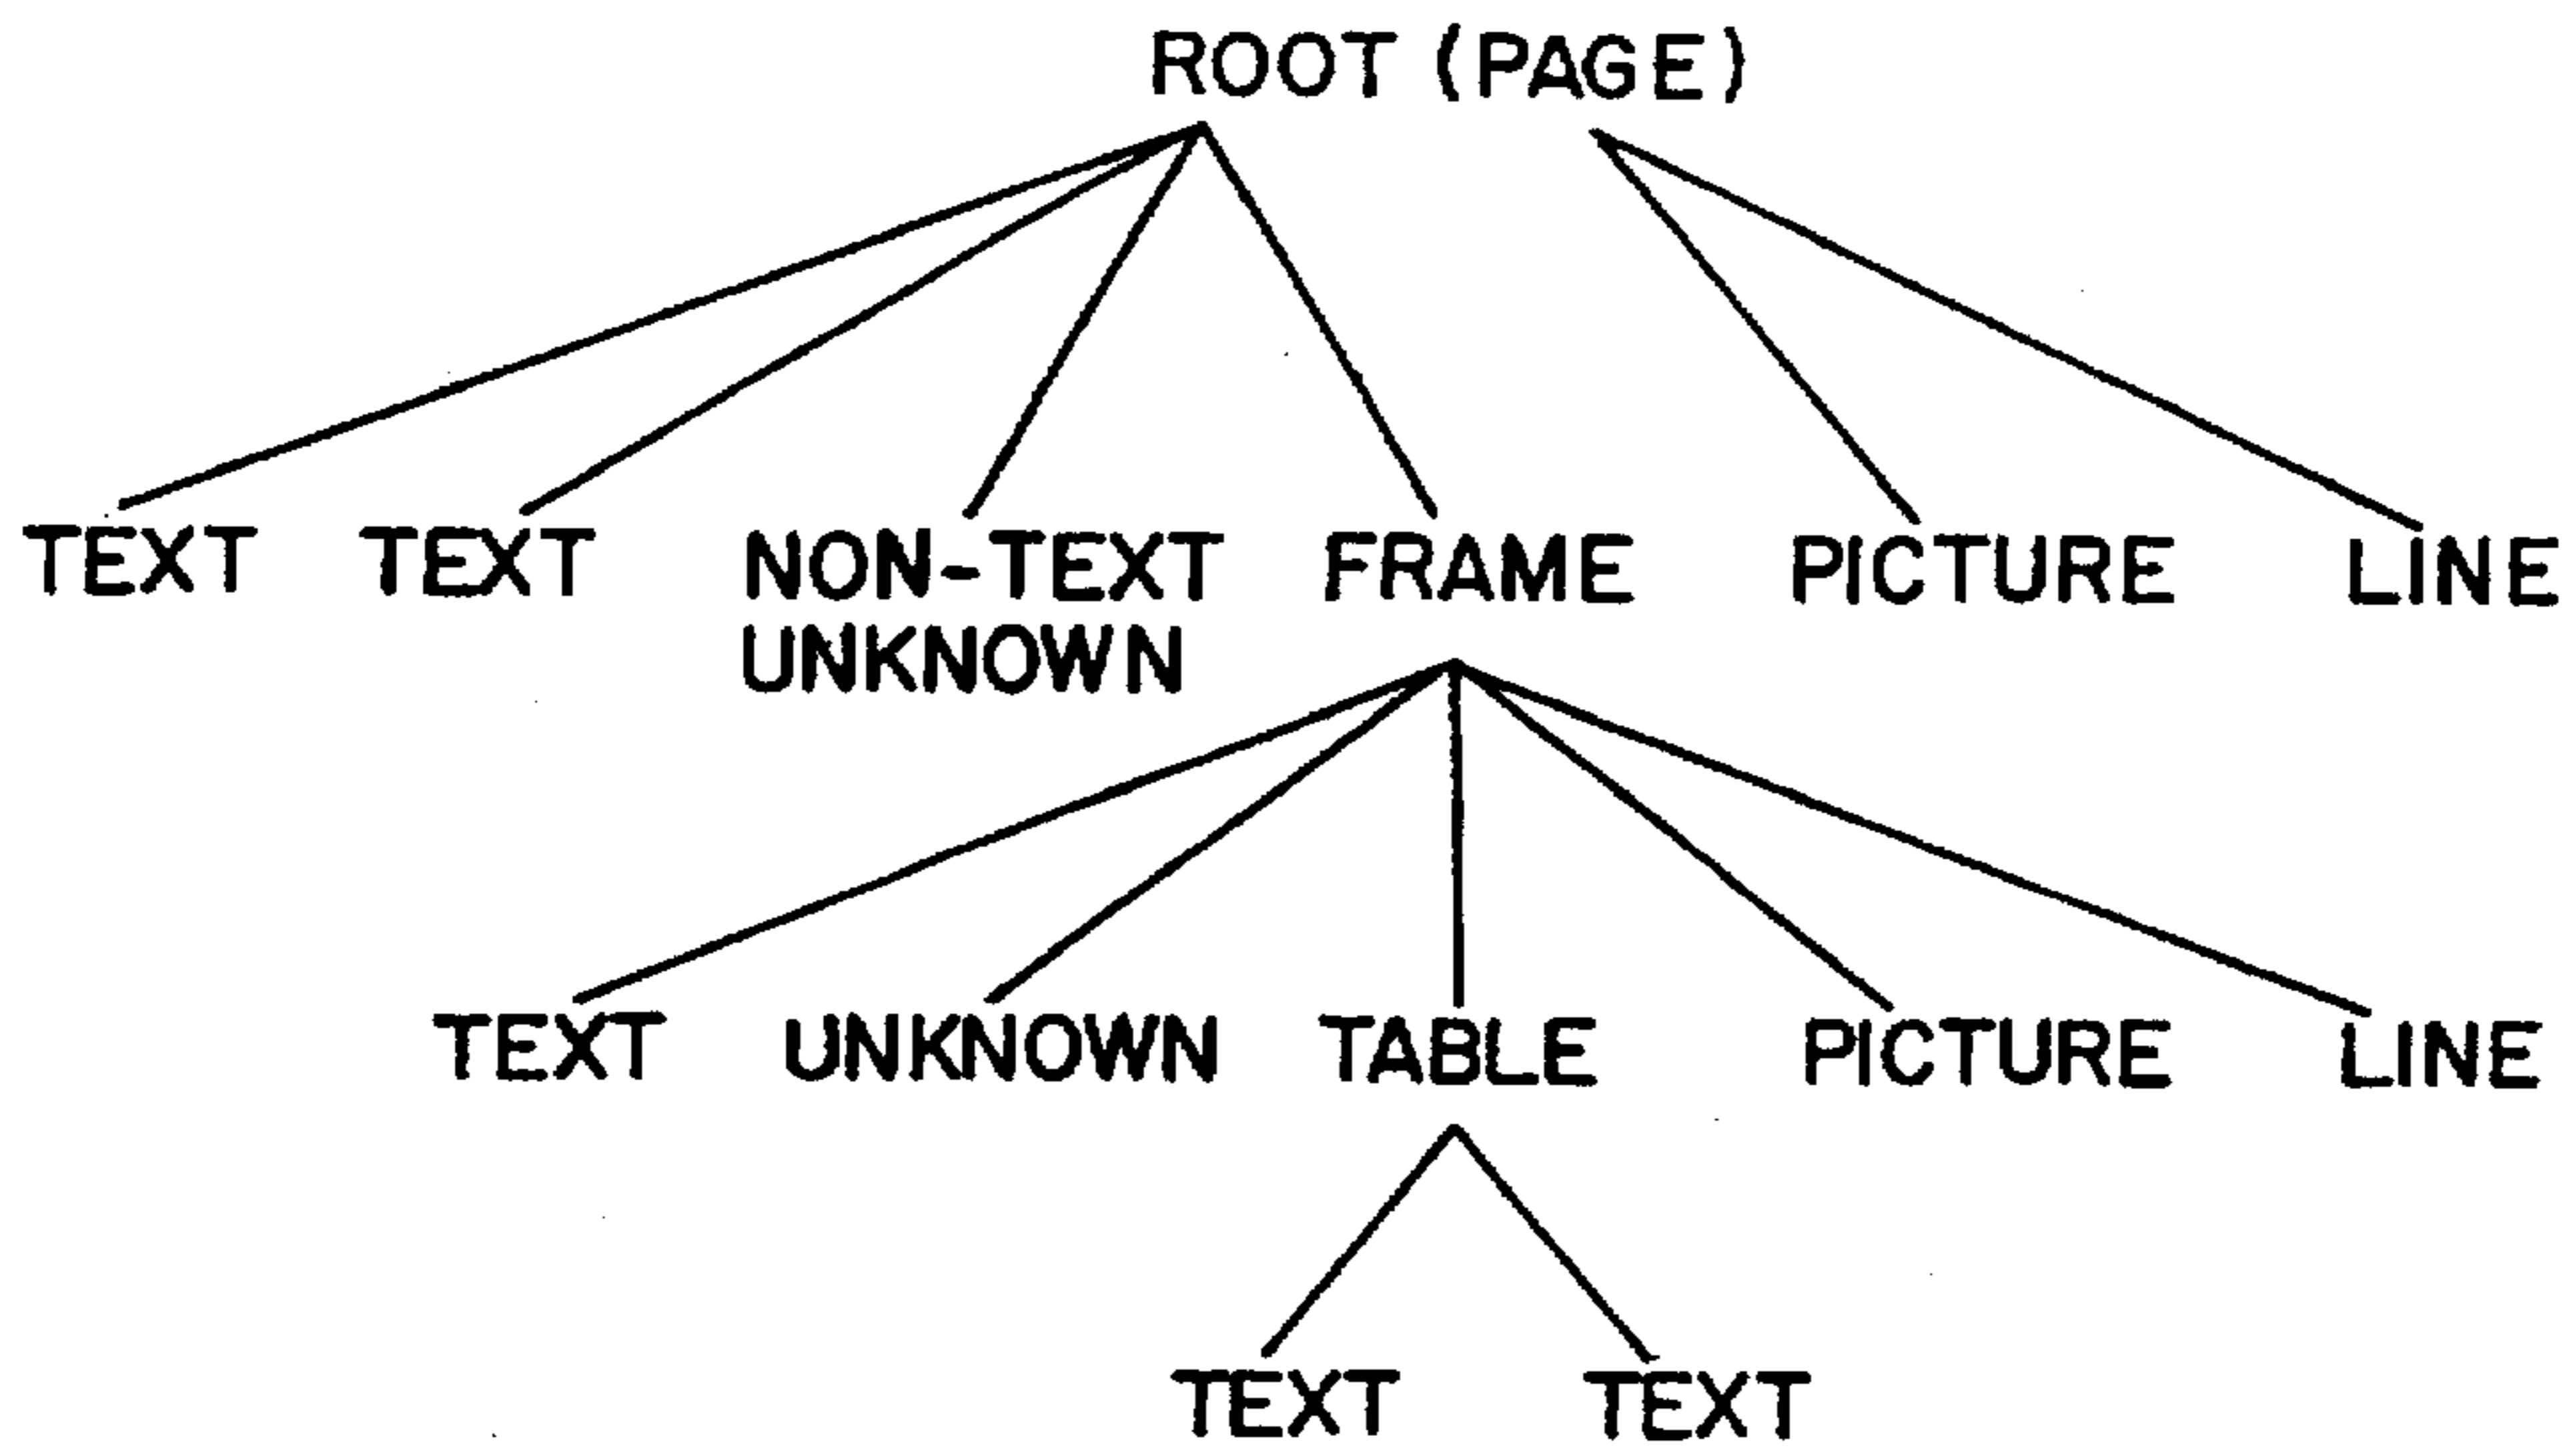 ROOT (PAGE)
TEXT TEXT NON-TEXT FRAME PICTURE LINE
UNKNOWN
TEXT UNKNOWN TABLE PICTURE LINE
TEXT TEXT